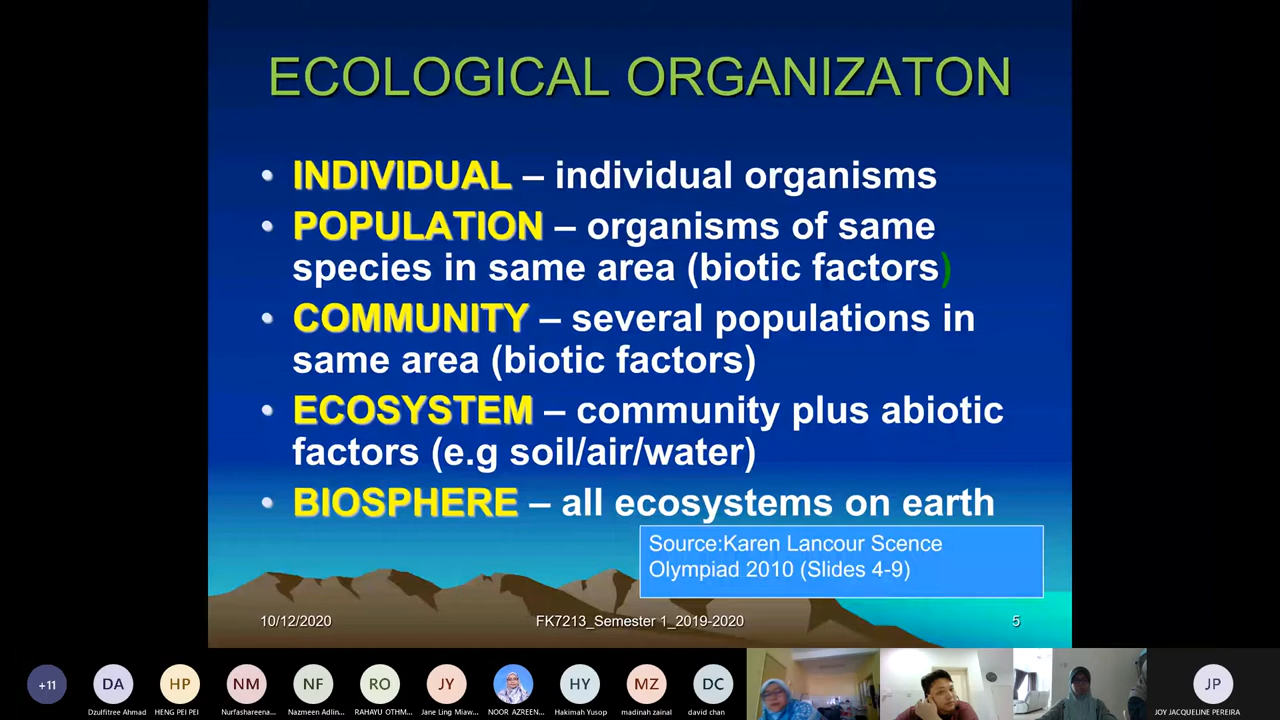 ECOLOGICAL ORGANIZATON
• INDIVIDUAL – individual organisms
• POPULATION – organisms of same
species in same area (biotic factors)
• COMMUNITY – several populations in
same area (biotic factors)
• ECOSYSTEM – community plus abiotic
factors (e.g soil/air/water)
• BIOSPHERE – all ecosystems on earth
Source:Karen Lancour Scence
Olympiad 2010 (Slides 4-9)
10/12/2020 FK7213_Semester 1_2019-2020 5
+11 DA HP NM NF RO JY HY MZ DC JP
Dzulfitree Ahmad HENG PEI PEI Nurfashareena... Nazmeen Adlin... RAHAYU OTHM... Jane Ling Miaw... NOOR AZREEN... Hakimah Yusop madinah zainal david chan JOY JACQUELINE PEREIRA